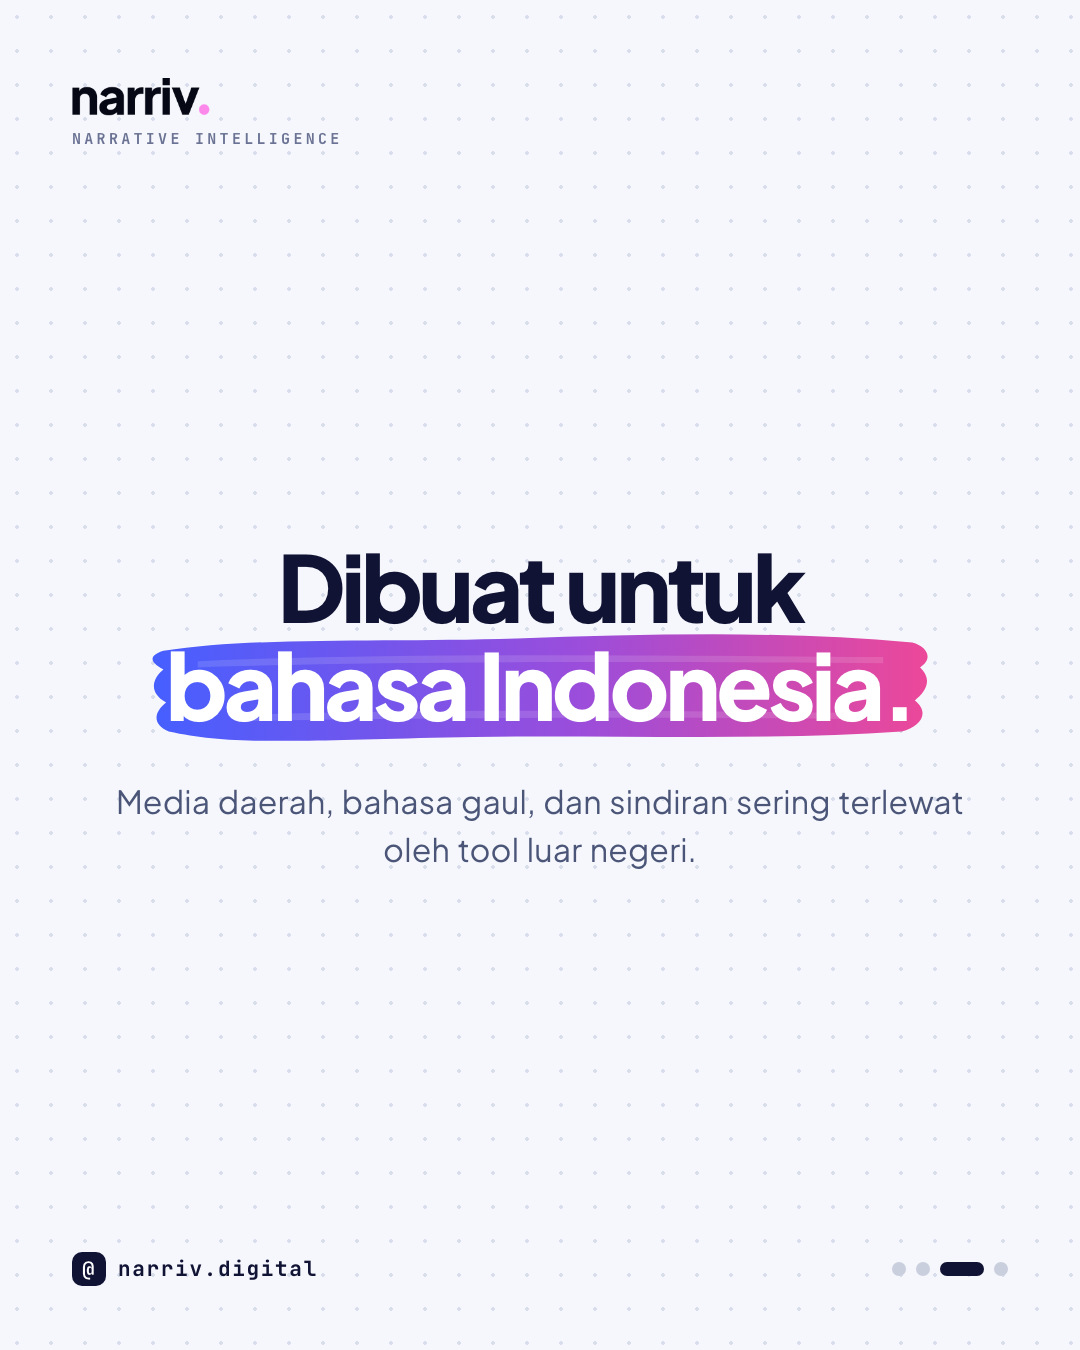 narriv.
NARRATIVE INTELLIGENCE
Dibuat untuk
bahasa Indonesia.
Media daerah, bahasa gaul, dan sindiran sering terlewat
oleh tool luar negeri.
@ narriv.digital